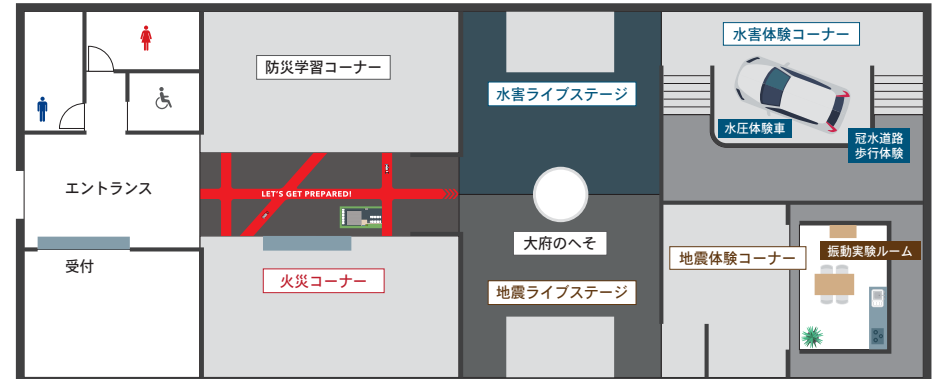 防災学習コーナー
水害ライブステージ
水害体験コーナー
水圧体験車
冠水道路
歩行体験
エントランス
LET'S GET PREPARED!
大府のへそ
受付
火災コーナー
地震ライブステージ
地震体験コーナー
振動実験ルーム